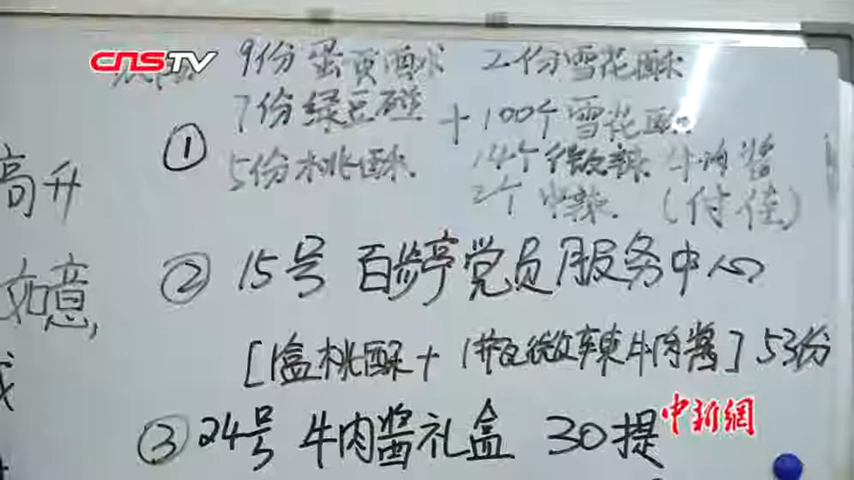 CNSTV
9份 蛋黄酥 2份雪花酥
7份绿豆碰 + 100个雪花酥
①
5份桃酥 14个微辣 牛肉酱
2个 中辣 (付佳)
高升
② 15号 百步亭党员服务中心
如意,
[1盒桃酥 + 1瓶微辣牛肉酱] 53份
③ 24号 牛肉酱礼盒 30提
中新網